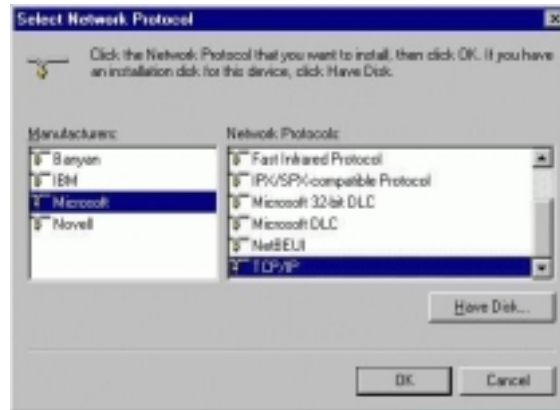 Select Network Protocol
Click the Network Protocol that you want to install, then click OK. If you have
an installation disk for this device, click Have Disk.
Manufacturers:
Network Protocols:
Banyan
IBM
Microsoft
Novell
Fast Infrared Protocol
IPX/SPX-compatible Protocol
Microsoft 32-bit DLC
Microsoft DLC
NetBEUI
TCP/IP
Have Disk...
OK
Cancel